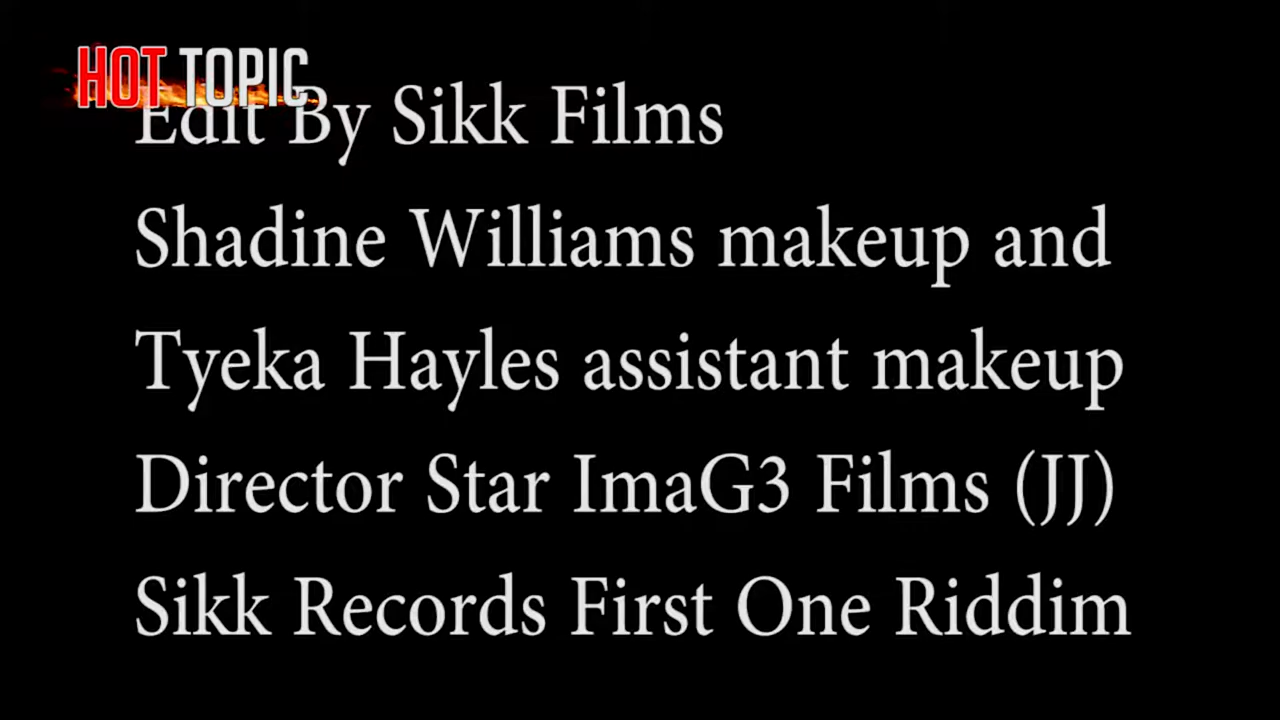 HOT TOPIC
Edit By Sikk Films
Shadine Williams makeup and
Tyeka Hayles assistant makeup
Director Star ImaG3 Films (JJ)
Sikk Records First One Riddim